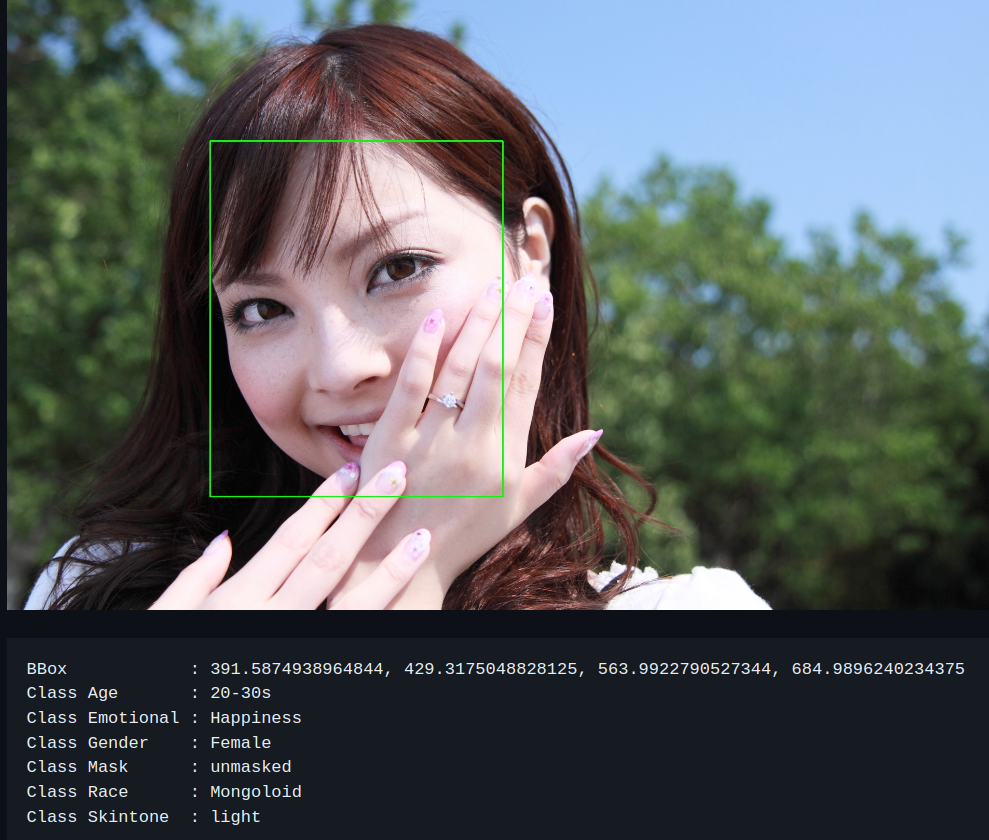 BBox : 391.5874938964844, 429.3175048828125, 563.9922790527344, 684.9896240234375
Class Age : 20-30s
Class Emotional : Happiness
Class Gender : Female
Class Mask : unmasked
Class Race : Mongoloid
Class Skintone : light